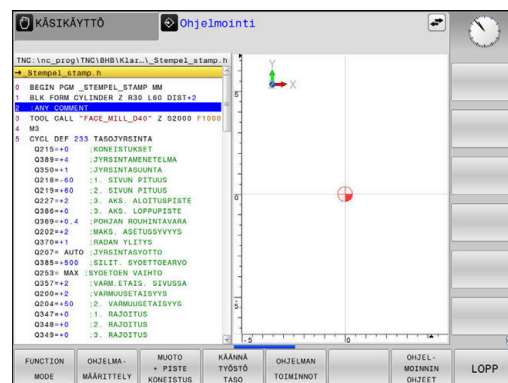 KÄSIKÄYTTÖ
Ohjelmointi
TNC:\nc_prog\TNC\BHB\Klar…\_Stempel_stamp.h
→_Stempel_stamp.h
0 BEGIN PGM _STEMPEL_STAMP MM
1 BLK FORM CYLINDER Z R30 L60 DIST+2
2 ;ANY COMMENT
3 TOOL CALL "FACE_MILL_D40" Z S2000 F1000
4 M3
5 CYCL DEF 233 TASOJYRSINTA
Q215=+0 ;KONEISTUKSET
Q389=+4 ;JYRSINTAMENETELMA
Q350=+1 ;JYRSINTASUUNTA
Q218=-60 ;1. SIVUN PITUUS
Q219=+60 ;2. SIVUN PITUUS
Q227=+2 ;3. AKS. ALOITUSPISTE
Q386=+0 ;3. AKS. LOPPUPISTE
Q369=+0.4 ;POHJAN ROUHINTAVARA
Q202=+2 ;MAKS. ASETUSSYVYYS
Q370=+1 ;RADAN YLITYS
Q207= AUTO ;JYRSINTASYOTTO
Q385=+500 ;SILIT. SYOETTOEARVO
Q253= MAX ;SYOETOEN VAIHTO
Q357=+2 ;VARM.ETAIS. SIVUSSA
Q200=+2 ;VARMUUSETAISYYS
Q204=+50 ;2. VARMUUSETAISYYS
Q347=+0 ;1. RAJOITUS
Q348=+0 ;2. RAJOITUS
Q349=+0 ;3. RAJOITUS
Y
X
5
0
-5
-5
0
FUNCTION
MODE
OHJELMA-
MÄÄRITTELY
MUOTO
+ PISTE
KONEISTUS
KÄÄNNÄ
TYÖSTÖ
TASO
OHJELMAN
TOIMINNOT
OHJEL-
MOINNIN
OHJEET
LOPP